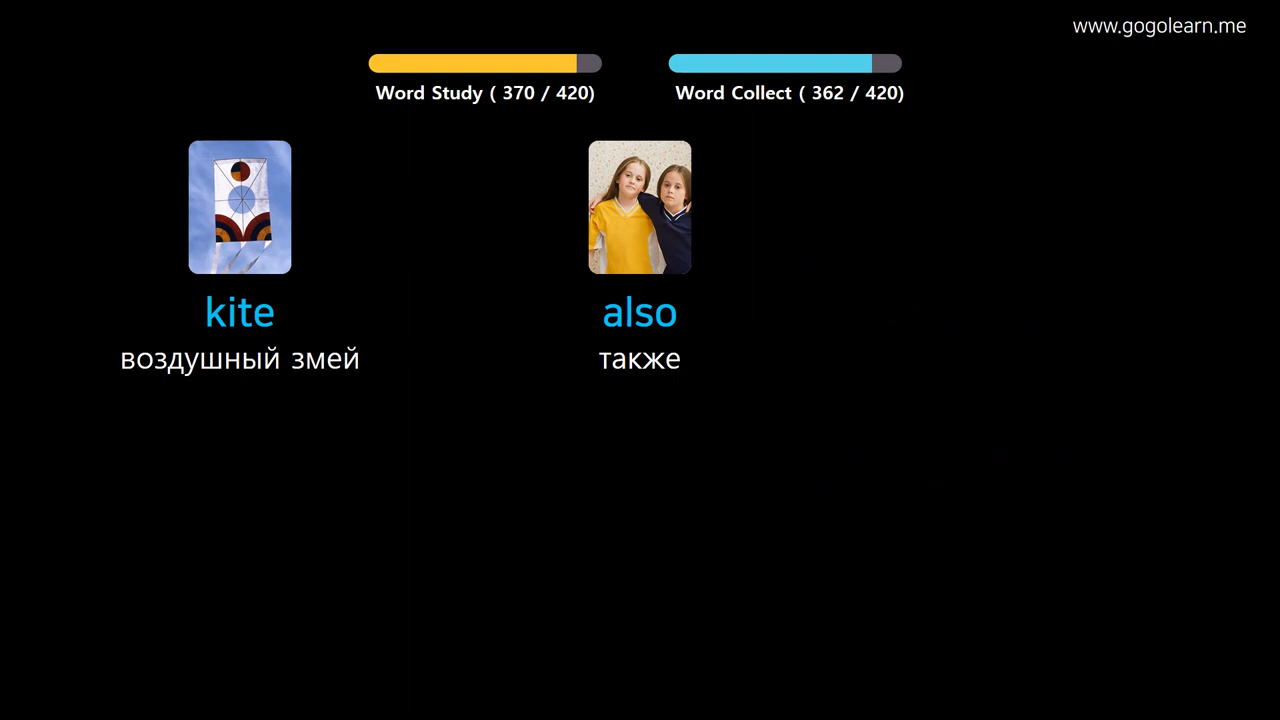 www.gogolearn.me
Word Study ( 370 / 420)
Word Collect ( 362 / 420)
kite
воздушный змей
also
также